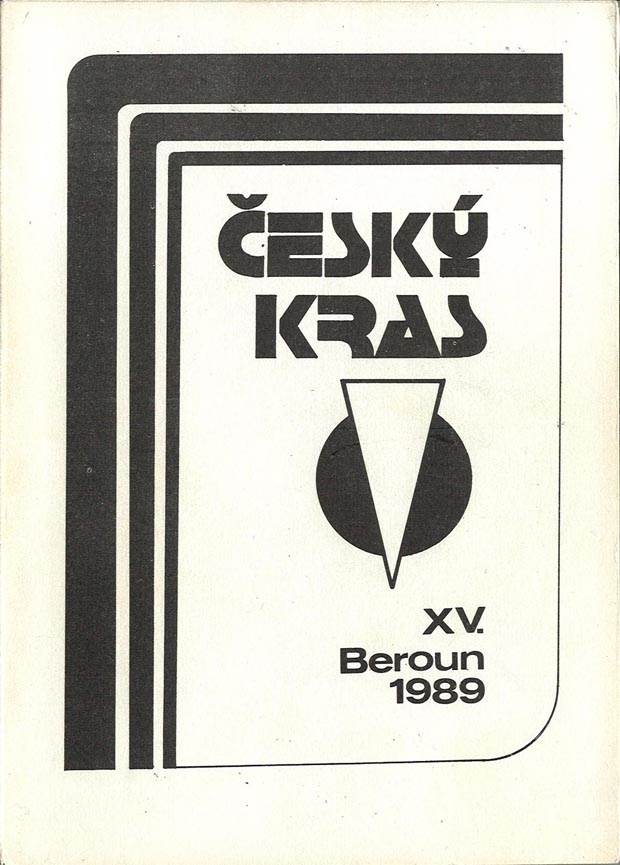 ČESKÝ
KRAS
XV.
Beroun
1989